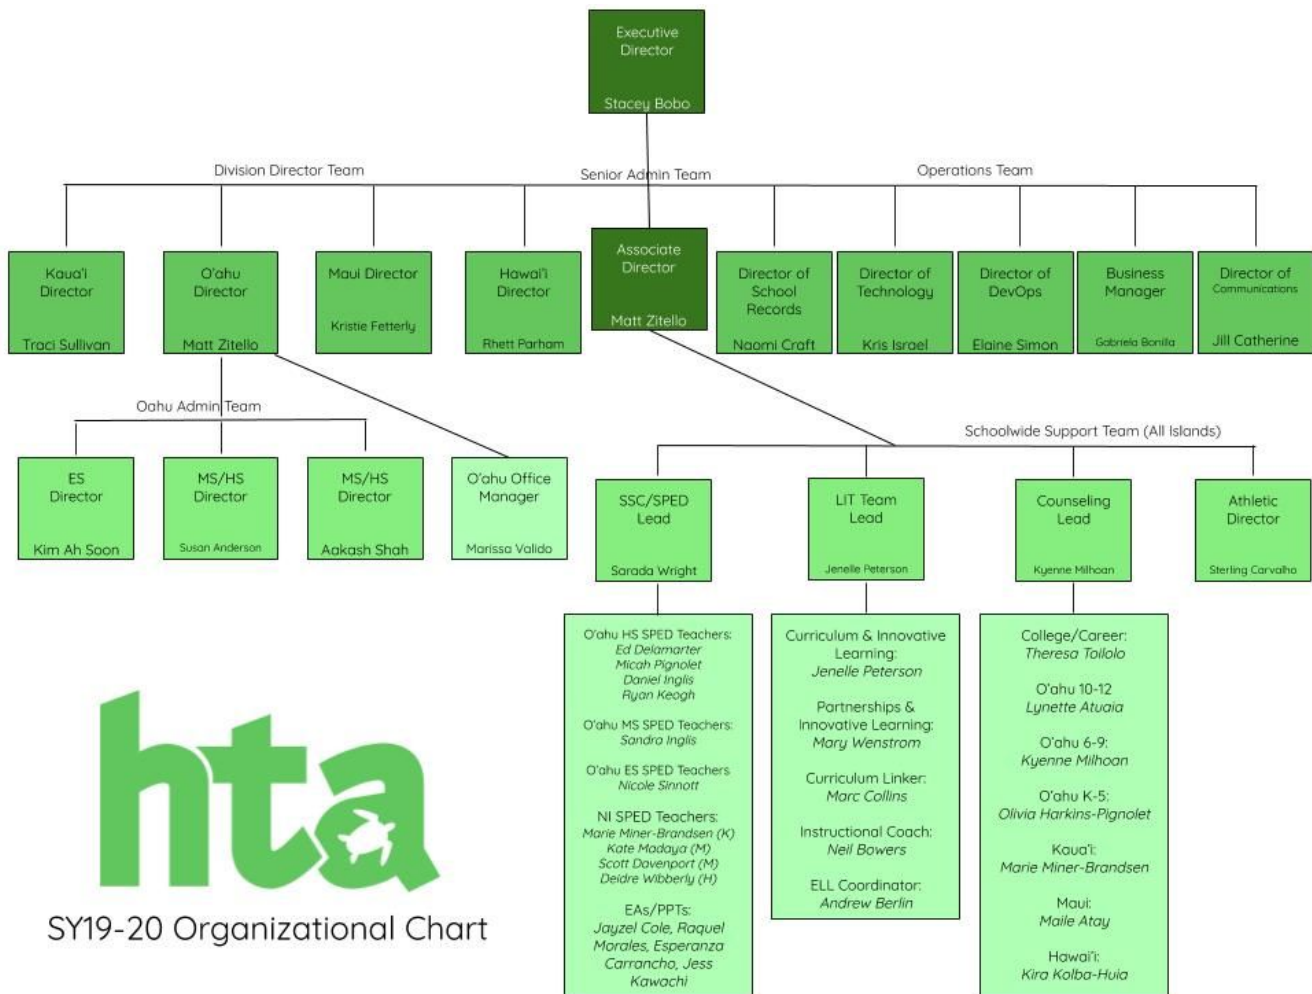 Executive
Director
Stacey Bobo
Division Director Team
Senior Admin Team
Operations Team
Kaua'i
Director
Traci Sullivan
O'ahu
Director
Matt Zitello
Maui Director
Kristie Fetterly
Hawai'i
Director
Rhett Parham
Associate
Director
Matt Zitello
Director of
School
Records
Naomi Craft
Director of
Technology
Kris Israel
Director of
DevOps
Elaine Simon
Business
Manager
Gabriela Bonilla
Director of
Communications
Jill Catherine
Oahu Admin Team
Schoolwide Support Team (All Islands)
ES
Director
Kim Ah Soon
MS/HS
Director
Susan Anderson
MS/HS
Director
Aakash Shah
O'ahu Office
Manager
Marissa Valido
SSC/SPED
Lead
Sarada Wright
LIT Team
Lead
Jenelle Peterson
Counseling
Lead
Kyenne Milhoan
Athletic
Director
Sterling Carvalho
O'ahu HS SPED Teachers:
Ed Delamarter
Micah Pignolet
Daniel Inglis
Ryan Keogh
O'ahu MS SPED Teachers:
Sandra Inglis
O'ahu ES SPED Teachers
Nicole Sinnott
NI SPED Teachers:
Marie Miner-Brandsen (K)
Kate Madaya (M)
Scott Davenport (M)
Deidre Wibberly (H)
EAs/PPTs:
Jayzel Cole, Raquel
Morales, Esperanza
Carrancho, Jess
Kawachi
Curriculum & Innovative
Learning:
Jenelle Peterson
Partnerships &
Innovative Learning:
Mary Wenstrom
Curriculum Linker:
Marc Collins
Instructional Coach:
Neil Bowers
ELL Coordinator:
Andrew Berlin
College/Career:
Theresa Toilolo
O'ahu 10-12
Lynette Atuaia
O'ahu 6-9:
Kyenne Milhoan
O'ahu K-5:
Olivia Harkins-Pignolet
Kaua'i:
Marie Miner-Brandsen
Maui:
Maile Atay
Hawai'i:
Kira Kolba-Huia
hta
SY19-20 Organizational Chart